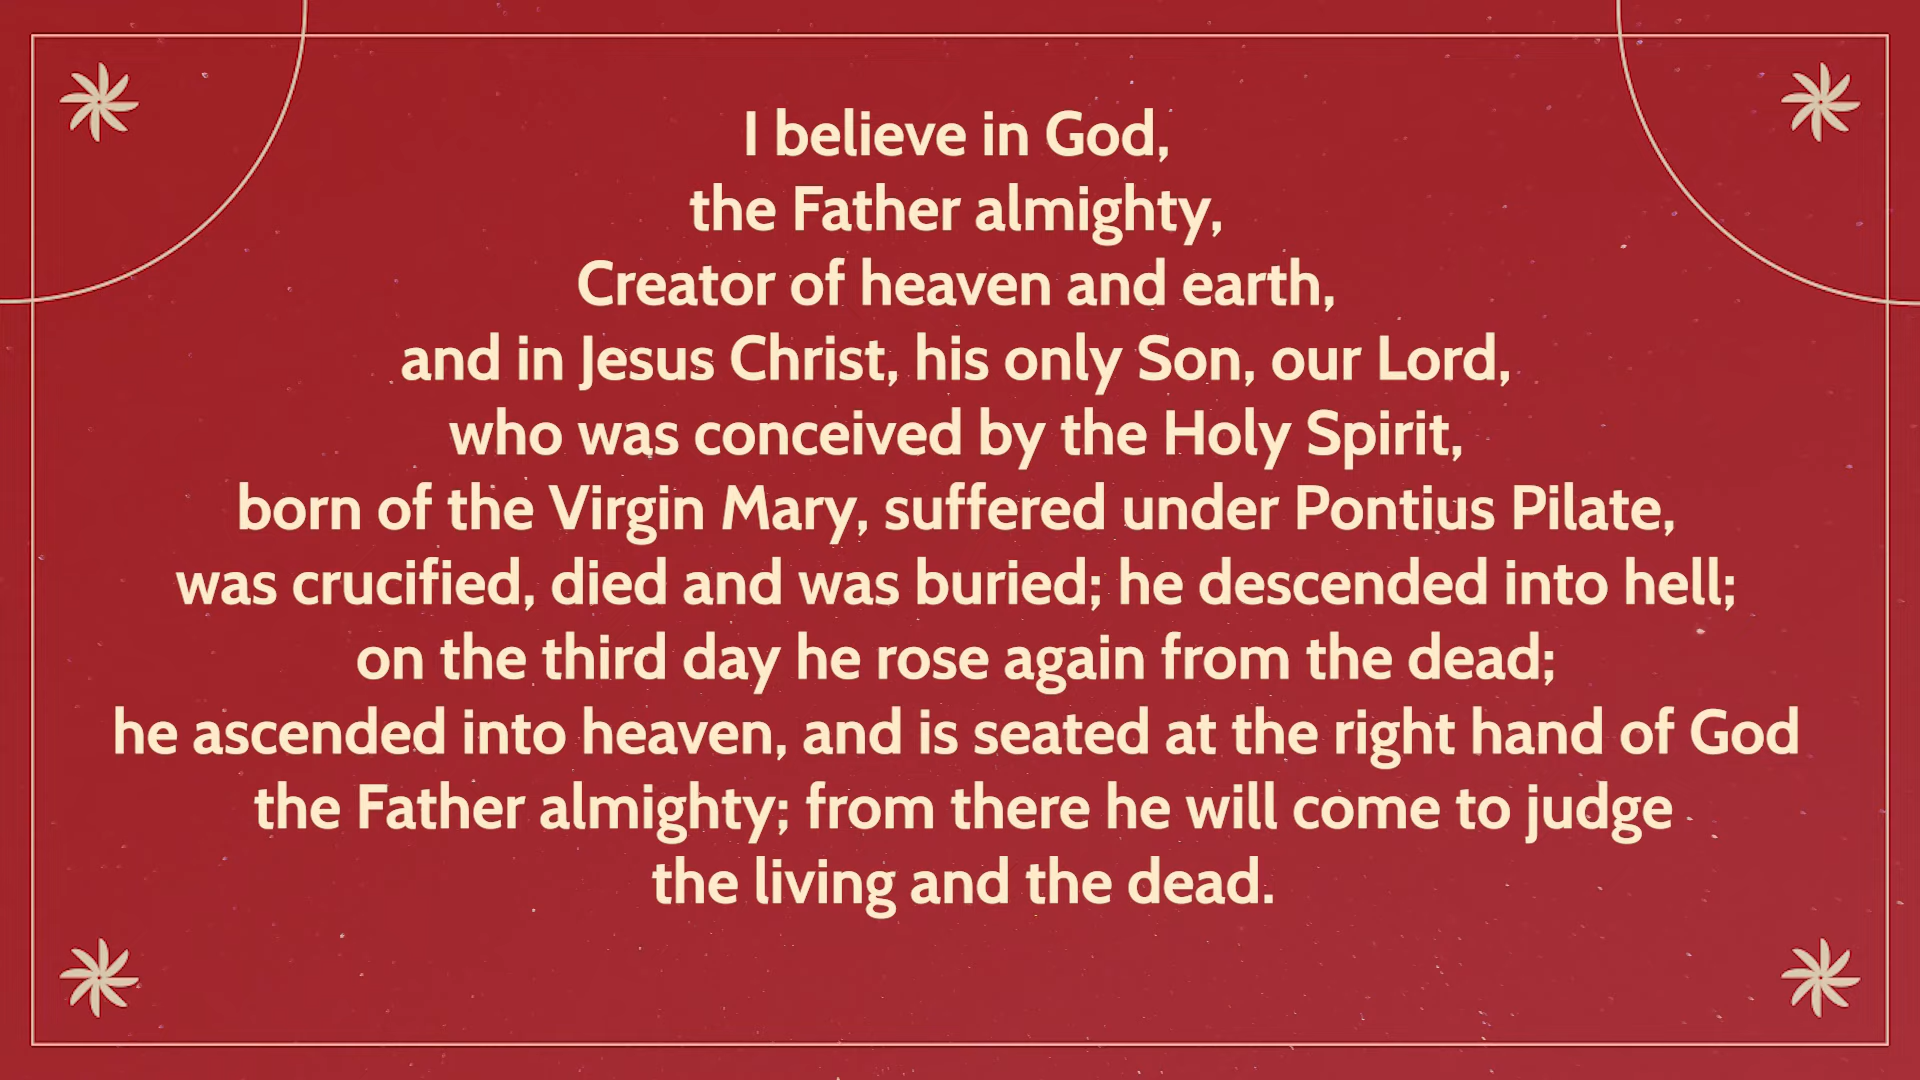 I believe in God,
the Father almighty,
Creator of heaven and earth,
and in Jesus Christ, his only Son, our Lord,
who was conceived by the Holy Spirit,
born of the Virgin Mary, suffered under Pontius Pilate,
was crucified, died and was buried; he descended into hell;
on the third day he rose again from the dead;
he ascended into heaven, and is seated at the right hand of God
the Father almighty; from there he will come to judge
the living and the dead.